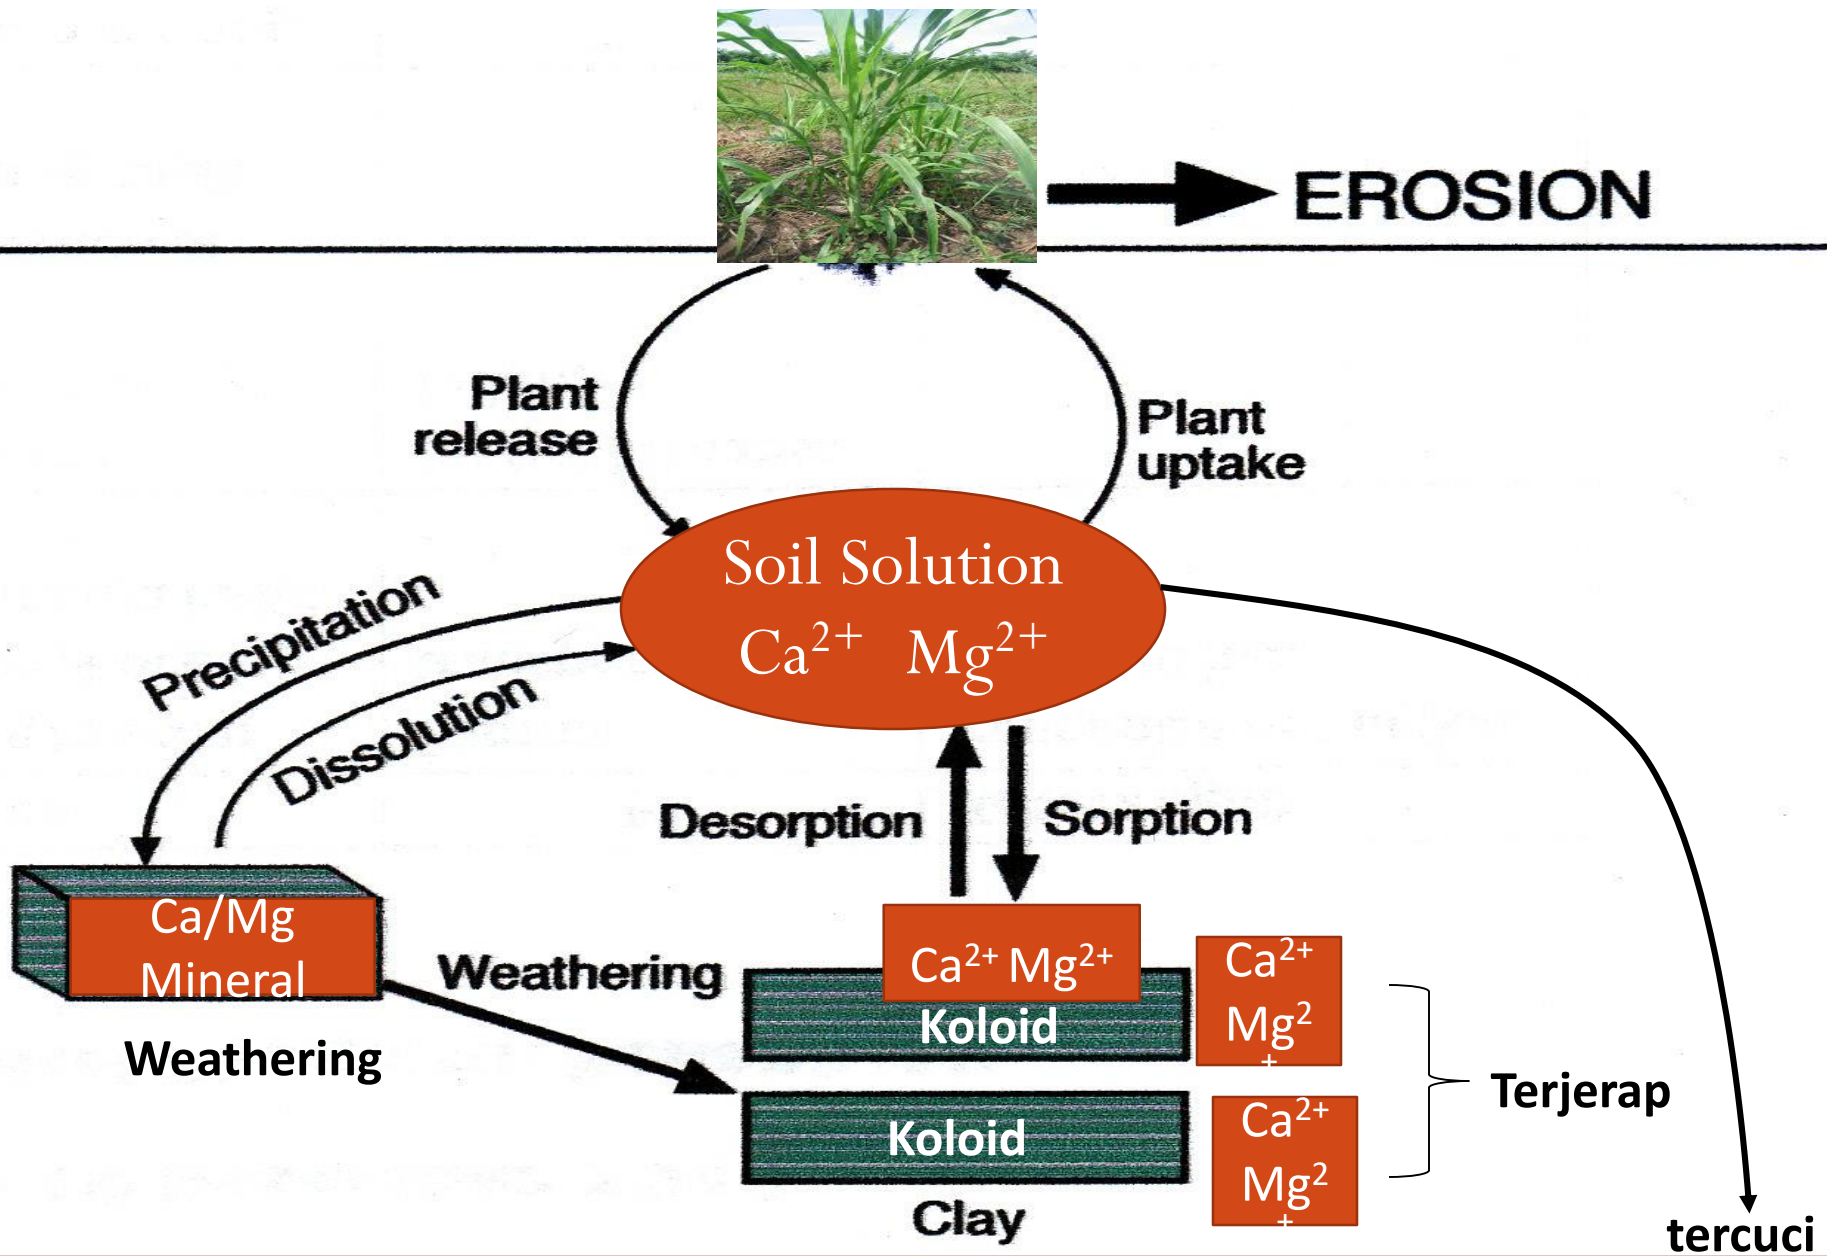 EROSION
Plant
release
Plant
uptake
Soil Solution
Ca²⁺ Mg²⁺
Precipitation
Dissolution
Desorption
Sorption
Ca/Mg
Mineral
Weathering
Weathering
Ca²⁺ Mg²⁺
Koloid
Ca²⁺
Mg²
+
Koloid
Ca²⁺
Mg²
+
Terjerap
Clay
tercuci